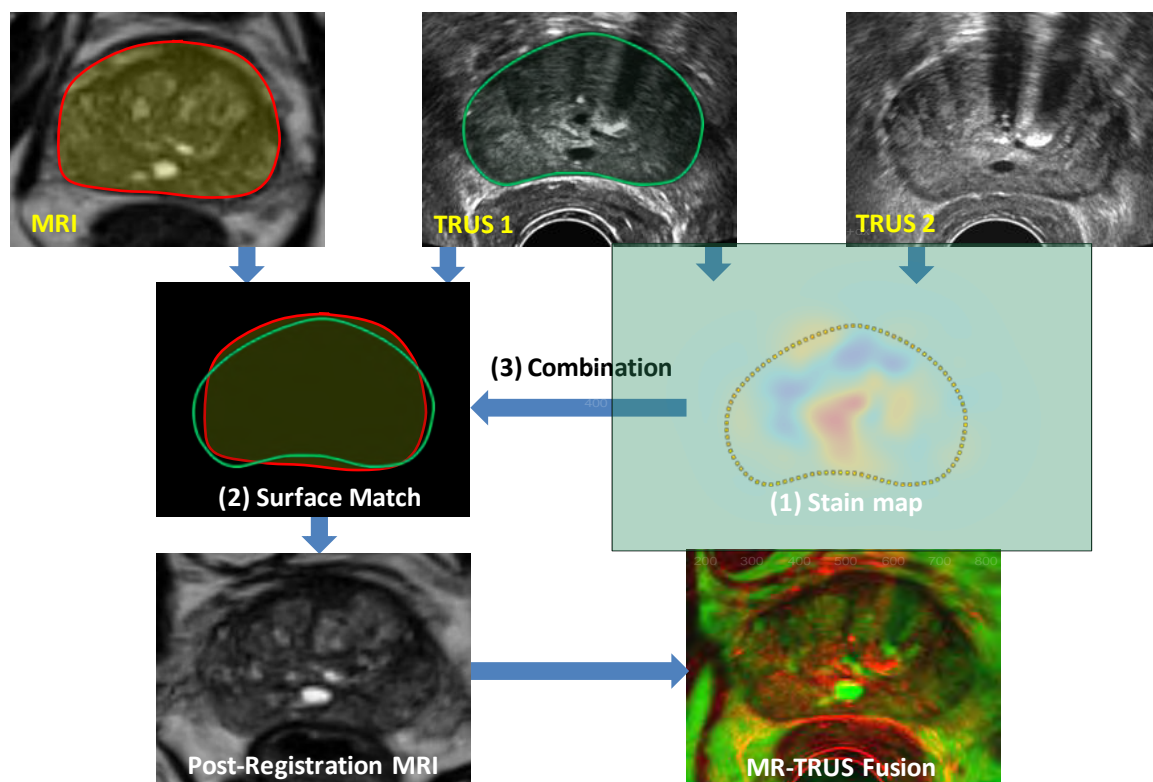 MRI
TRUS 1
TRUS 2
(3) Combination
400
(2) Surface Match
(1) Stain map
200 300 400 500 600 700 800
Post-Registration MRI
MR-TRUS Fusion